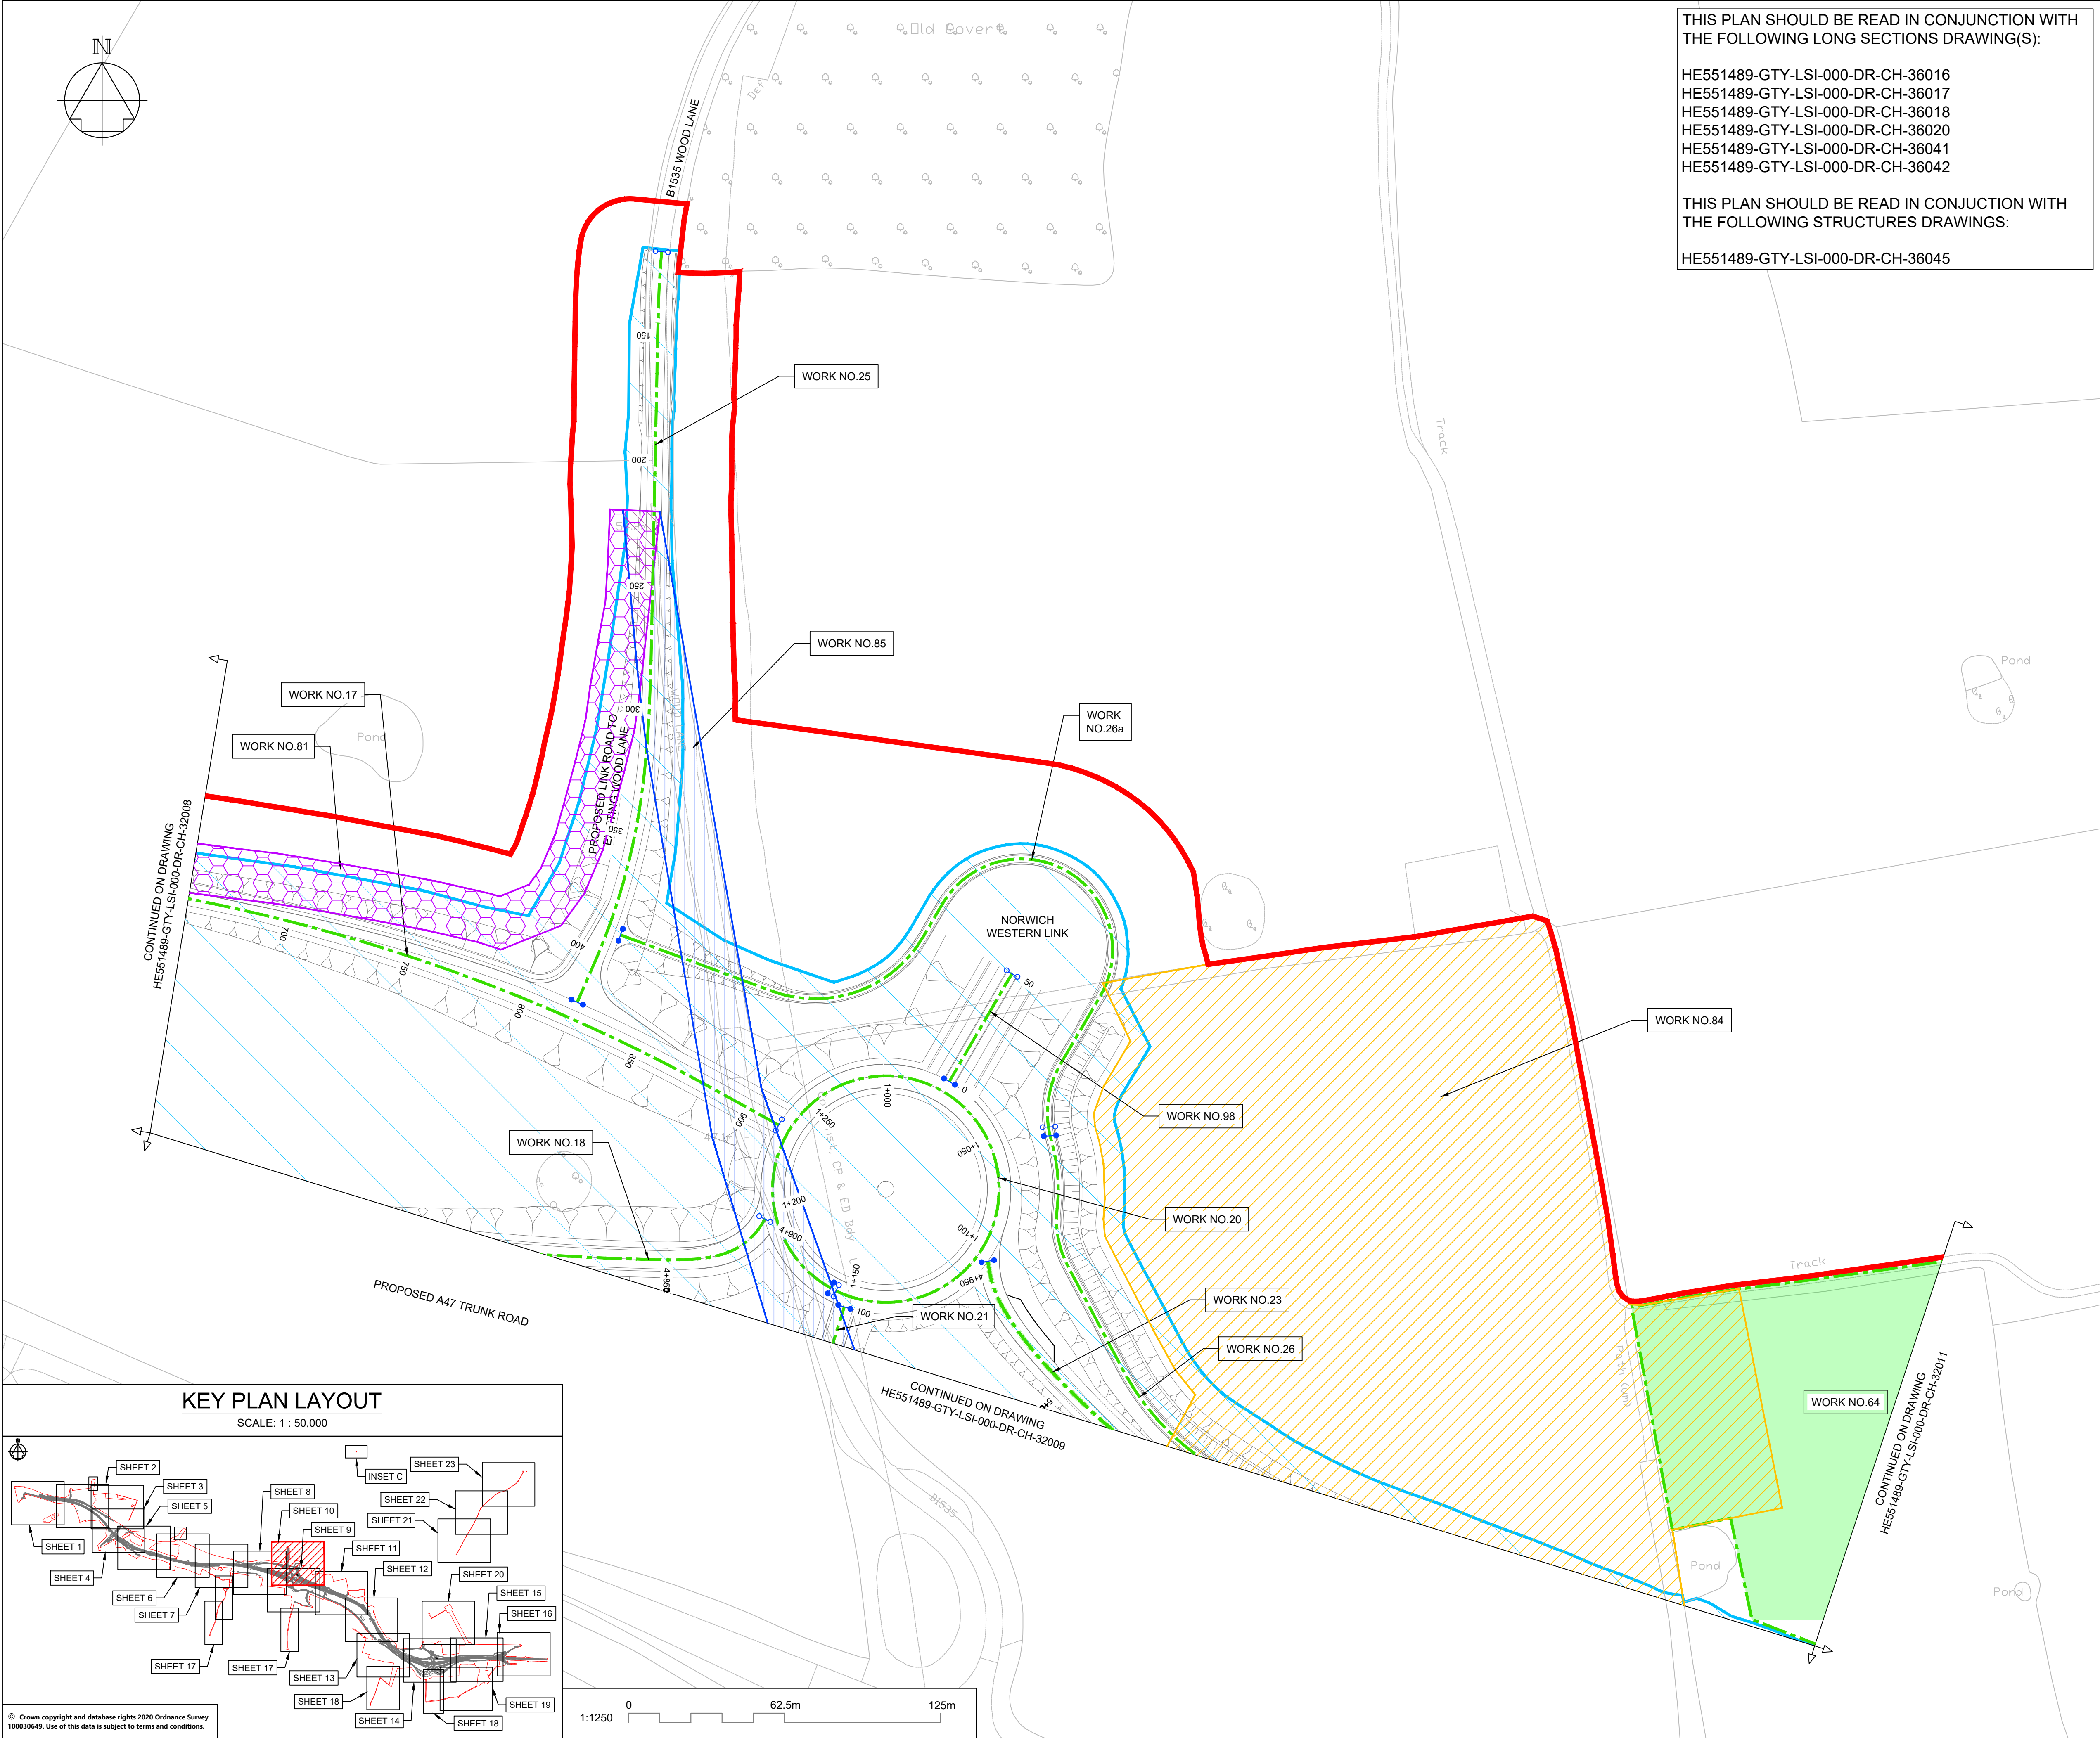 N
Old Covert
Def
B1535 WOOD LANE
THIS PLAN SHOULD BE READ IN CONJUNCTION WITH
THE FOLLOWING LONG SECTIONS DRAWING(S):
HE551489-GTY-LSI-000-DR-CH-36016
HE551489-GTY-LSI-000-DR-CH-36017
HE551489-GTY-LSI-000-DR-CH-36018
HE551489-GTY-LSI-000-DR-CH-36020
HE551489-GTY-LSI-000-DR-CH-36041
HE551489-GTY-LSI-000-DR-CH-36042
THIS PLAN SHOULD BE READ IN CONJUCTION WITH
THE FOLLOWING STRUCTURES DRAWINGS:
HE551489-GTY-LSI-000-DR-CH-36045
150
WORK NO.25
200
Track
250
WORK NO.85
Pond
WORK NO.17
300
WORK
NO.26a
Pond
WORK NO.81
PROPOSED LINK ROAD TO
WOOD LANE
350
CONTINUED ON DRAWING
HE551489-GTY-LSI-000-DR-CH-32008
NORWICH
WESTERN LINK
700
400
750
50
800
WORK NO.84
850
0
1+000
WORK NO.98
900
1+250
WORK NO.18
1+050
CP & ED Bdy
1+200
4+900
1+100
WORK NO.20
Track
4+850
1+150
4+950
PROPOSED A47 TRUNK ROAD
100
WORK NO.21
WORK NO.23
WORK NO.26
Path (um)
WORK NO.64
CONTINUED ON DRAWING
HE551489-GTY-LSI-000-DR-CH-32009
CONTINUED ON DRAWING
HE551489-GTY-LSI-000-DR-CH-32011
B1535
Pond
Pond
KEY PLAN LAYOUT
SCALE: 1 : 50,000
SHEET 2
SHEET 3
SHEET 5
SHEET 1
SHEET 4
SHEET 6
SHEET 7
SHEET 8
SHEET 10
SHEET 9
SHEET 11
SHEET 12
INSET C
SHEET 23
SHEET 22
SHEET 21
SHEET 20
SHEET 15
SHEET 16
SHEET 17
SHEET 17
SHEET 13
SHEET 18
SHEET 14
SHEET 18
SHEET 19
© Crown copyright and database rights 2020 Ordnance Survey
100030649. Use of this data is subject to terms and conditions.
1:1250
0
62.5m
125m